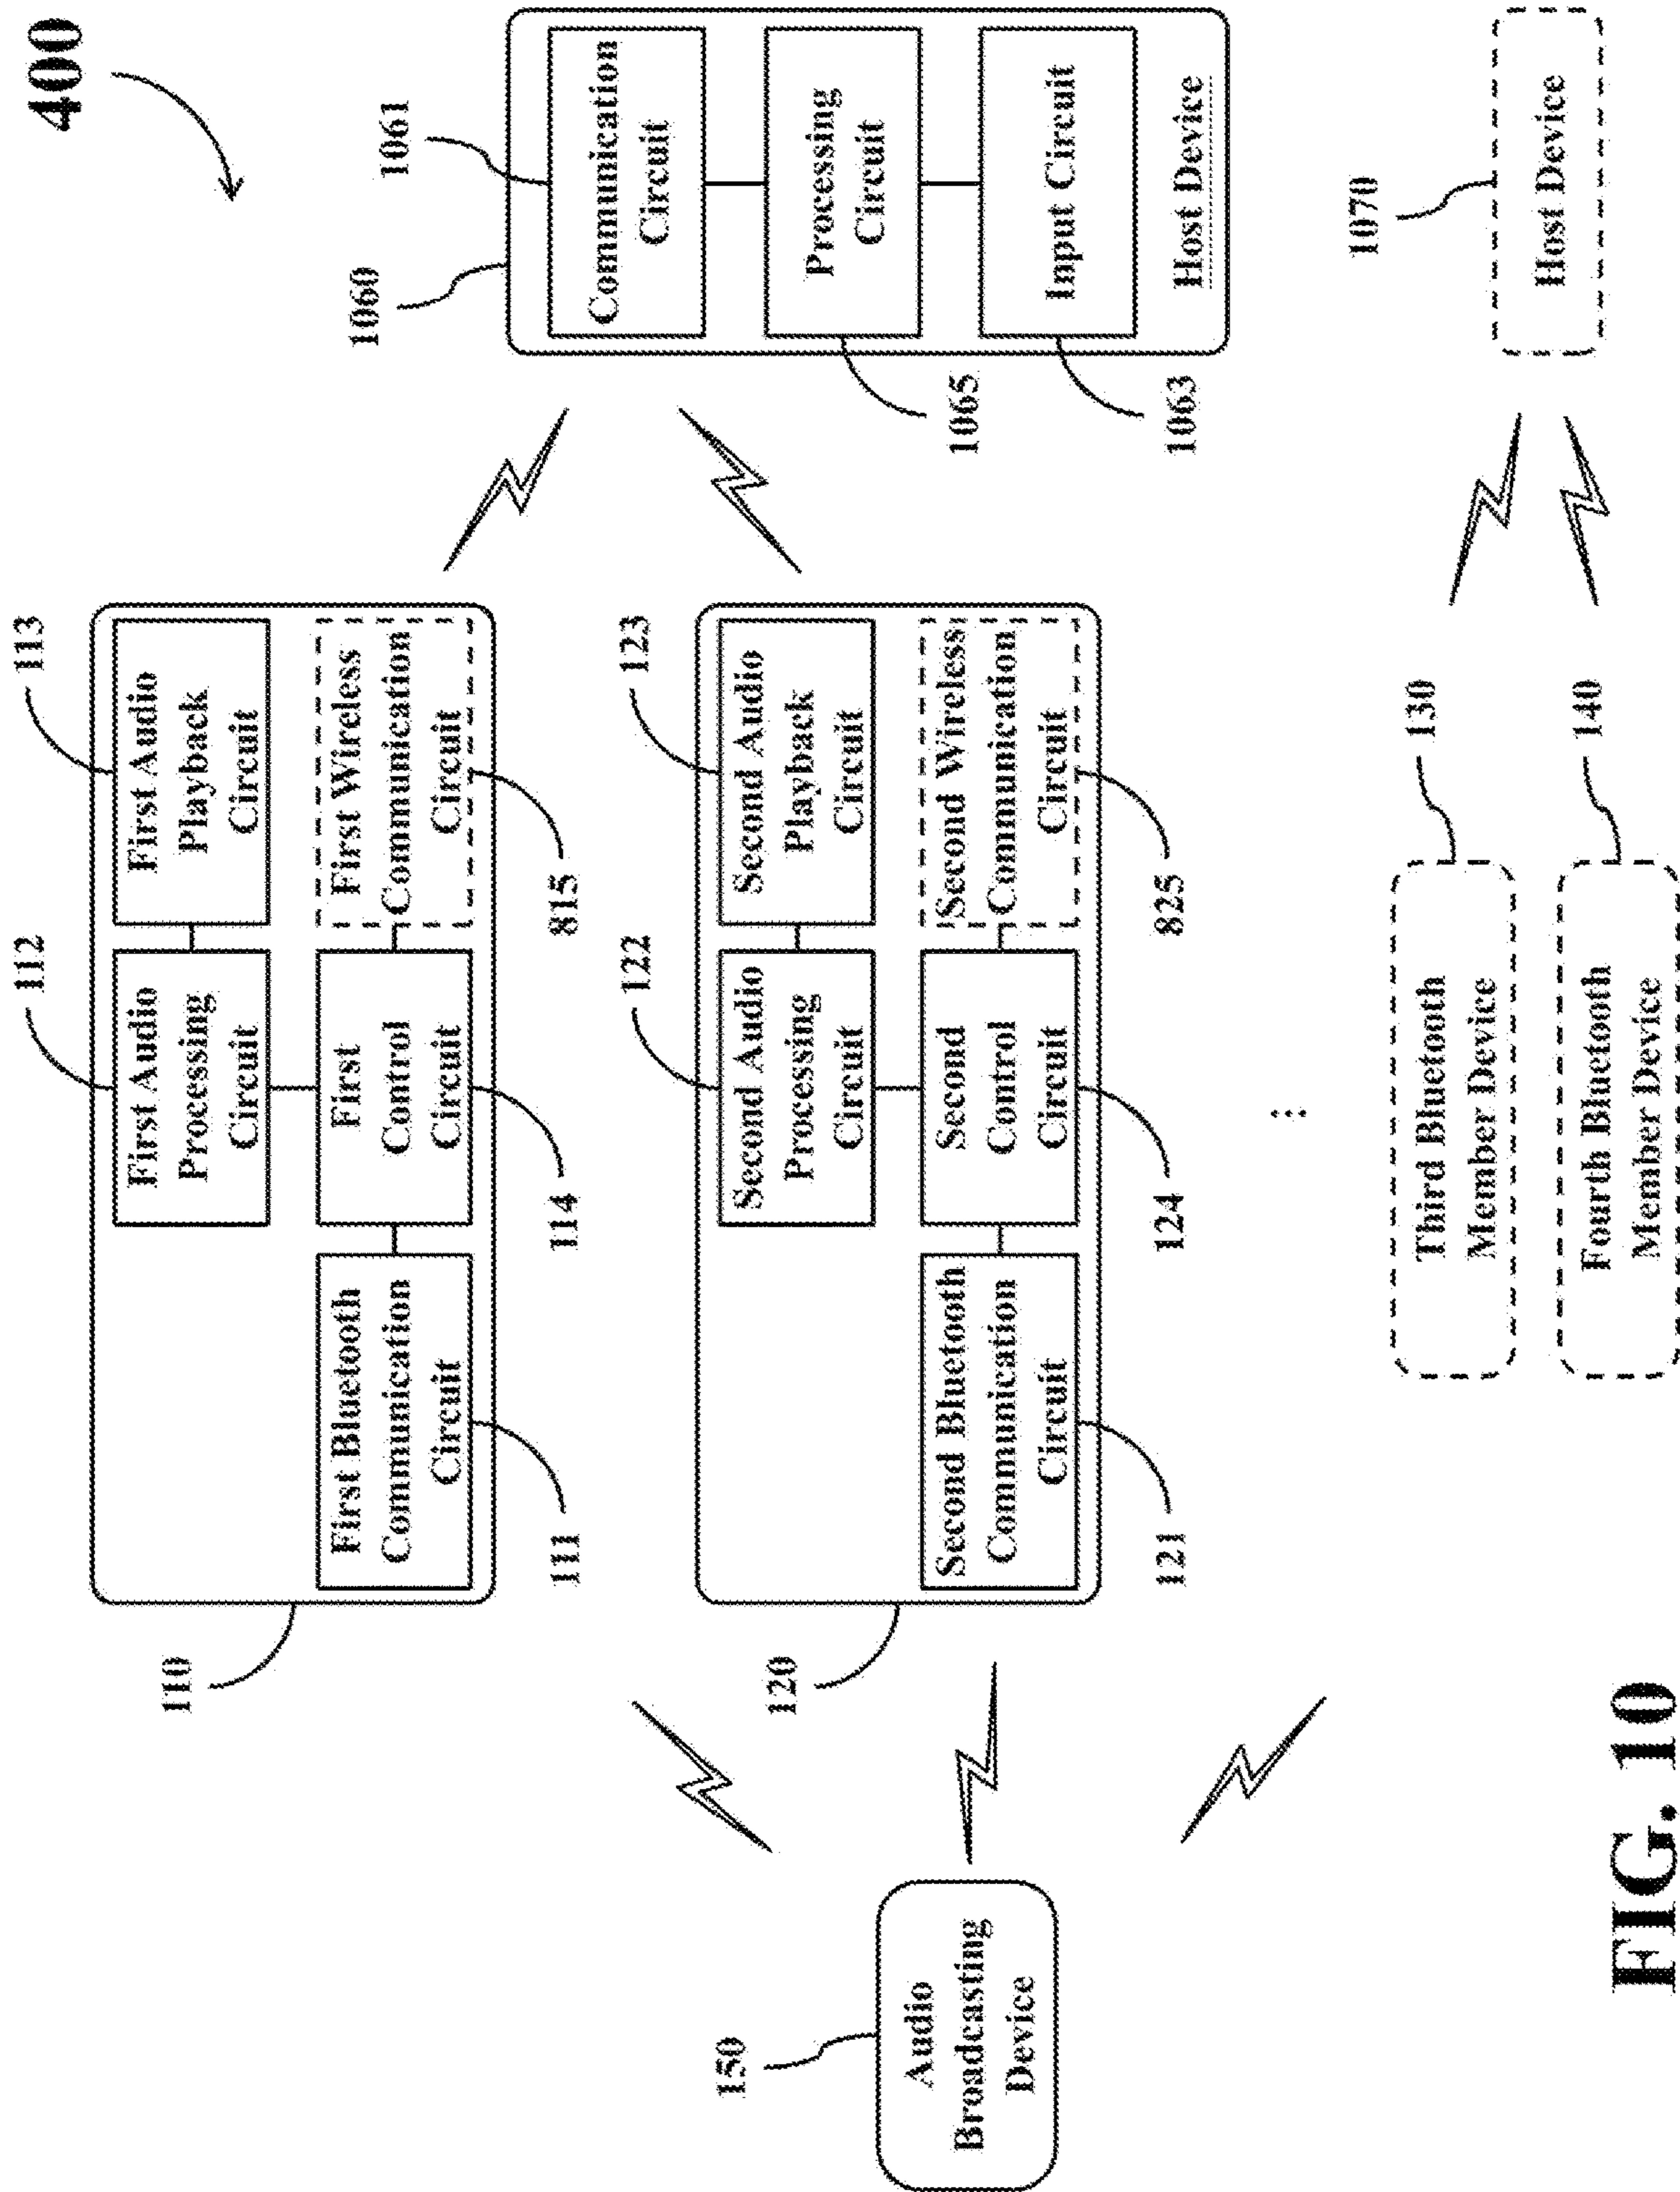 400
112
113
1061
1060
First Audio
Processing
Circuit
First Audio
Playback
Circuit
Communication
Circuit
110
First Bluetooth
Communication
Circuit
First
Control
Circuit
First Wireless
Communication
Circuit
Processing
Circuit
111
114
815
Input Circuit
Host Device
1065
1063
122
123
150
Second Audio
Processing
Circuit
Second Audio
Playback
Circuit
120
Audio
Broadcasting
Device
Second Bluetooth
Communication
Circuit
Second
Control
Circuit
Second Wireless
Communication
Circuit
121
124
825
⋮
130
1070
Third Bluetooth
Member Device
Host Device
140
Fourth Bluetooth
Member Device
FIG. 10